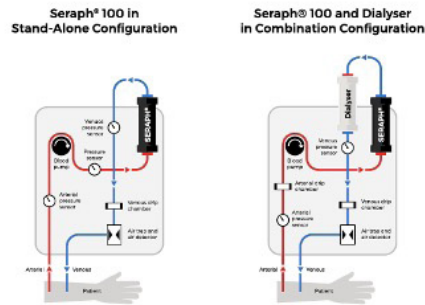 Seraph® 100 in
Stand-Alone Configuration
Venous
pressure
sensor
SERAPH®
Blood
pump
Pressure
sensor
Arterial
pressure
sensor
Venous drip
chamber
Air trap and
air detector
Arterial
Venous
Patient
Seraph® 100 and Dialyser
in Combination Configuration
Dialyser
SERAPH®
Venous
pressure
sensor
Blood
pump
Arterial drip
chamber
Arterial
pressure
sensor
Venous drip
chamber
Air trap and
air detector
Arterial
Venous
Patient